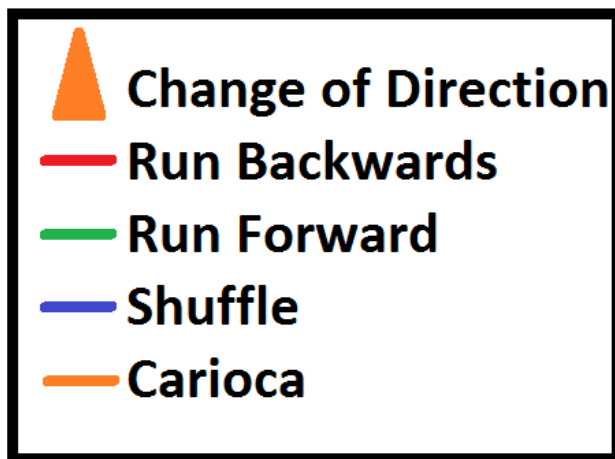 Change of Direction
Run Backwards
Run Forward
Shuffle
Carioca